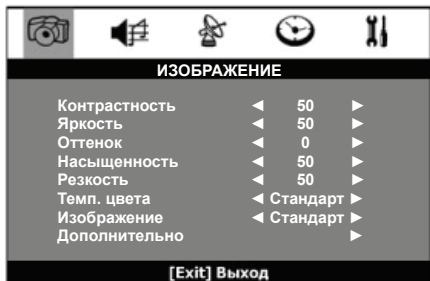 ИЗОБРАЖЕНИЕ
Контрастность ◄ 50 ►
Яркость ◄ 50 ►
Оттенок ◄ 0 ►
Насыщенность ◄ 50 ►
Резкость ◄ 50 ►
Темп. цвета ◄ Стандарт ►
Изображение ◄ Стандарт ►
Дополнительно ►
[Exit] Выход